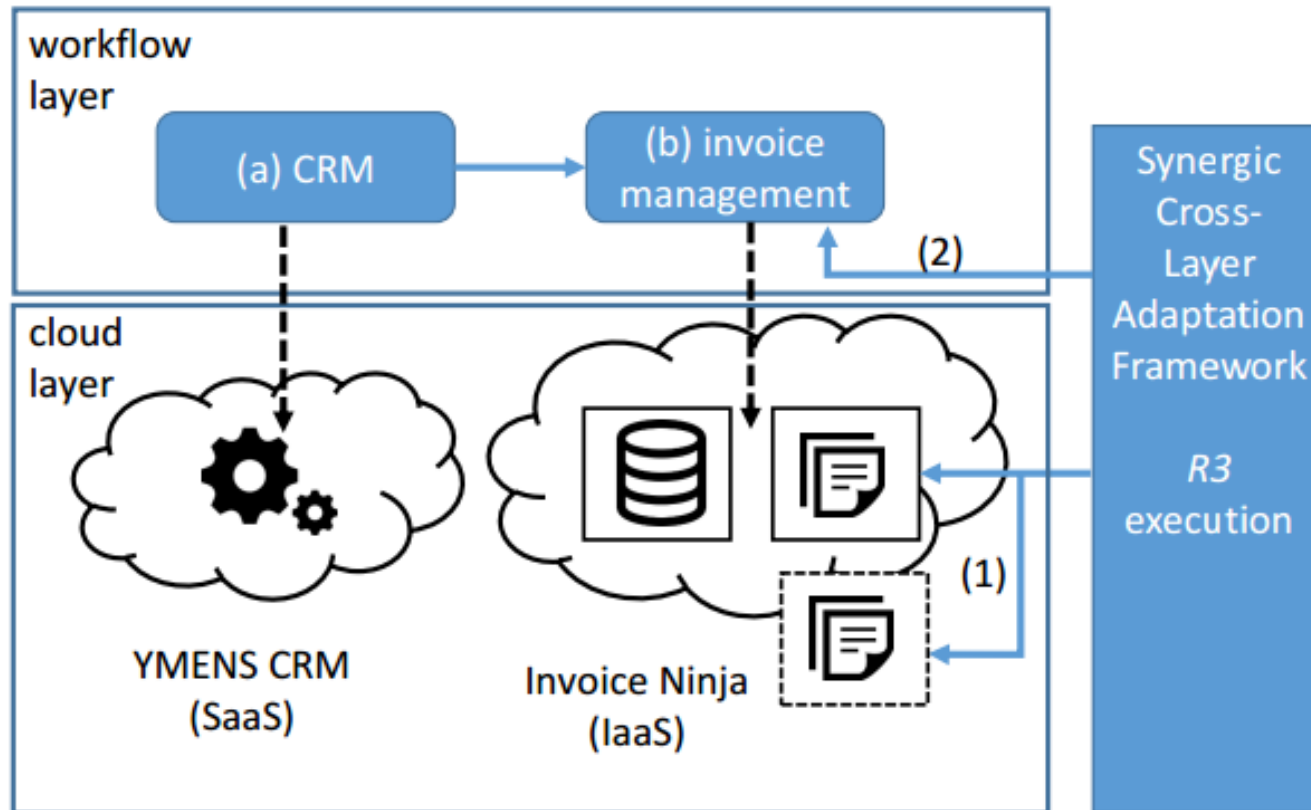 workflow
layer
(a) CRM
(b) invoice
management
(2)
Synergic
Cross-
Layer
Adaptation
Framework
R3
execution
cloud
layer
(1)
YMENS CRM
(SaaS)
Invoice Ninja
(IaaS)